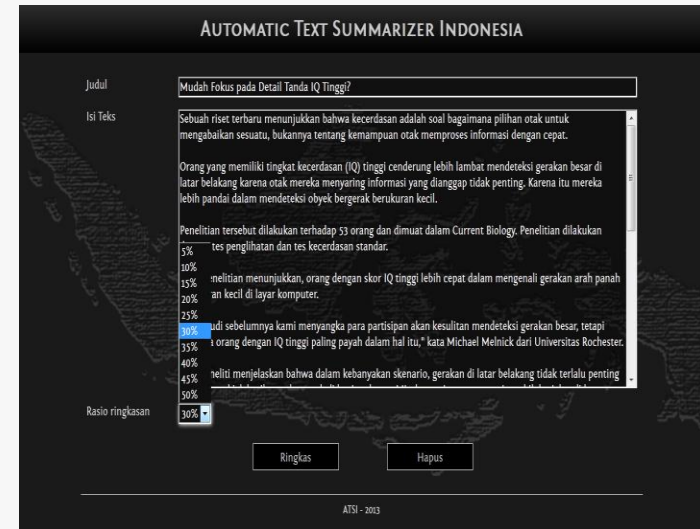 AUTOMATIC TEXT SUMMARIZER INDONESIA
Judul
Mudah Fokus pada Detail Tanda IQ Tinggi?
Isi Teks
Sebuah riset terbaru menunjukkan bahwa kecerdasan adalah soal bagaimana pilihan otak untuk
mengabaikan sesuatu, bukannya tentang kemampuan otak memproses informasi dengan cepat.
Orang yang memiliki tingkat kecerdasan (IQ) tinggi cenderung lebih lambat mendeteksi gerakan besar di
latar belakang karena otak mereka menyaring informasi yang dianggap tidak penting. Karena itu mereka
lebih pandai dalam mendeteksi obyek bergerak berukuran kecil.
Penelitian tersebut dilakukan terhadap 53 orang dan dimuat dalam Current Biology. Penelitian dilakukan
tes penglihatan dan tes kecerdasan standar.
menunjukkan, orang dengan skor IQ tinggi lebih cepat dalam mengenali gerakan arah panah
kecil di layar komputer.
sebelumnya kami menyangka para partisipan akan kesulitan mendeteksi gerakan besar, tetapi
orang dengan IQ tinggi paling payah dalam hal itu," kata Michael Melnick dari Universitas Rochester.
menjelaskan bahwa dalam kebanyakan skenario, gerakan di latar belakang tidak terlalu penting
5%
10%
15%
20%
25%
30%
35%
40%
45%
50%
Rasio ringkasan
30%
Ringkas
Hapus
ATSI - 2013